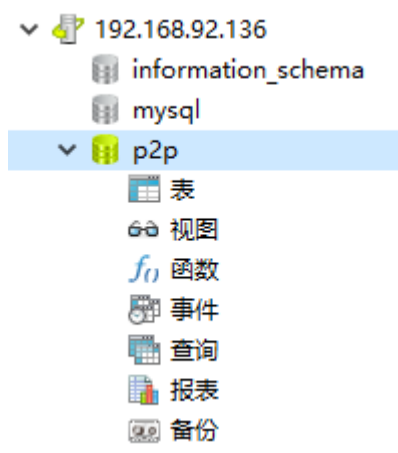 192.168.92.136
information_schema
mysql
p2p
表
视图
函数
事件
查询
报表
备份